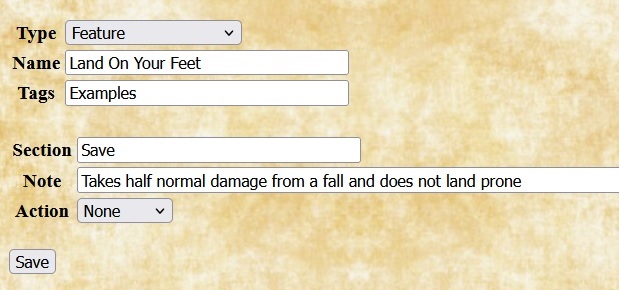 Type Feature
Name Land On Your Feet
Tags Examples
Section Save
Note Takes half normal damage from a fall and does not land prone
Action None
Save